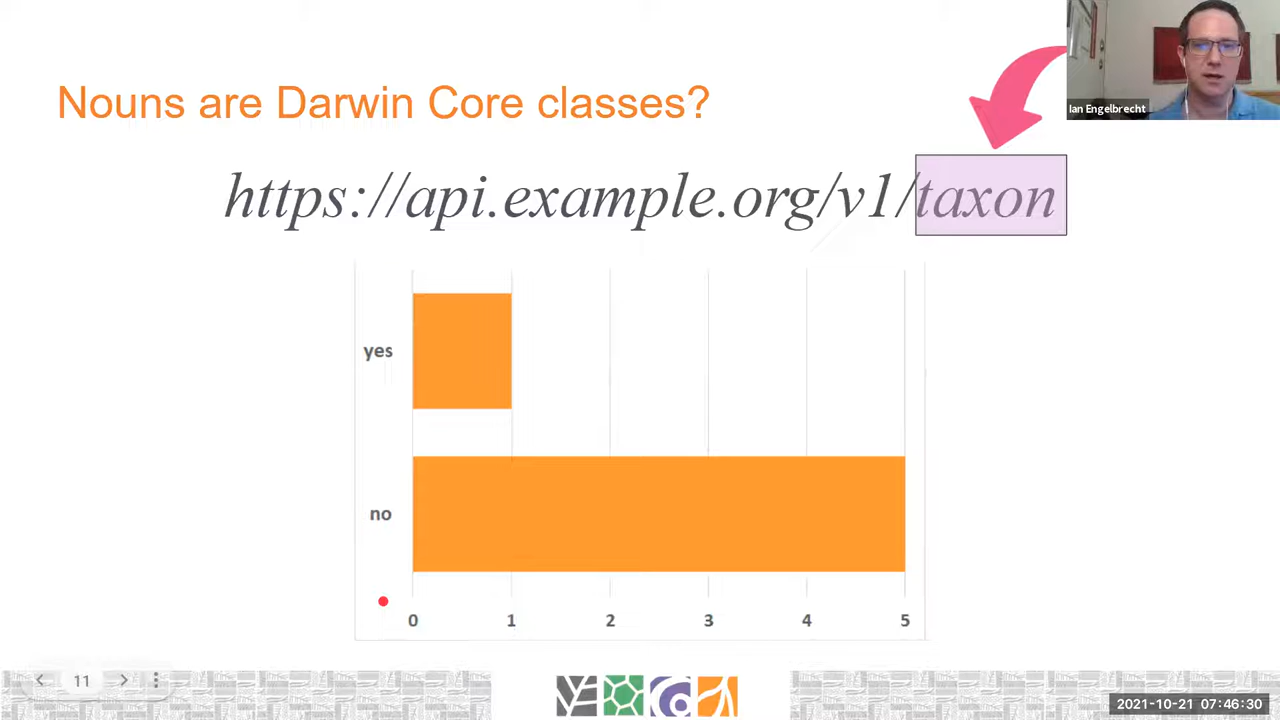 Ian Engelbrecht
Nouns are Darwin Core classes?
https://api.example.org/v1/taxon
yes
no
0 1 2 3 4 5
11
2021-10-21 07:46:30